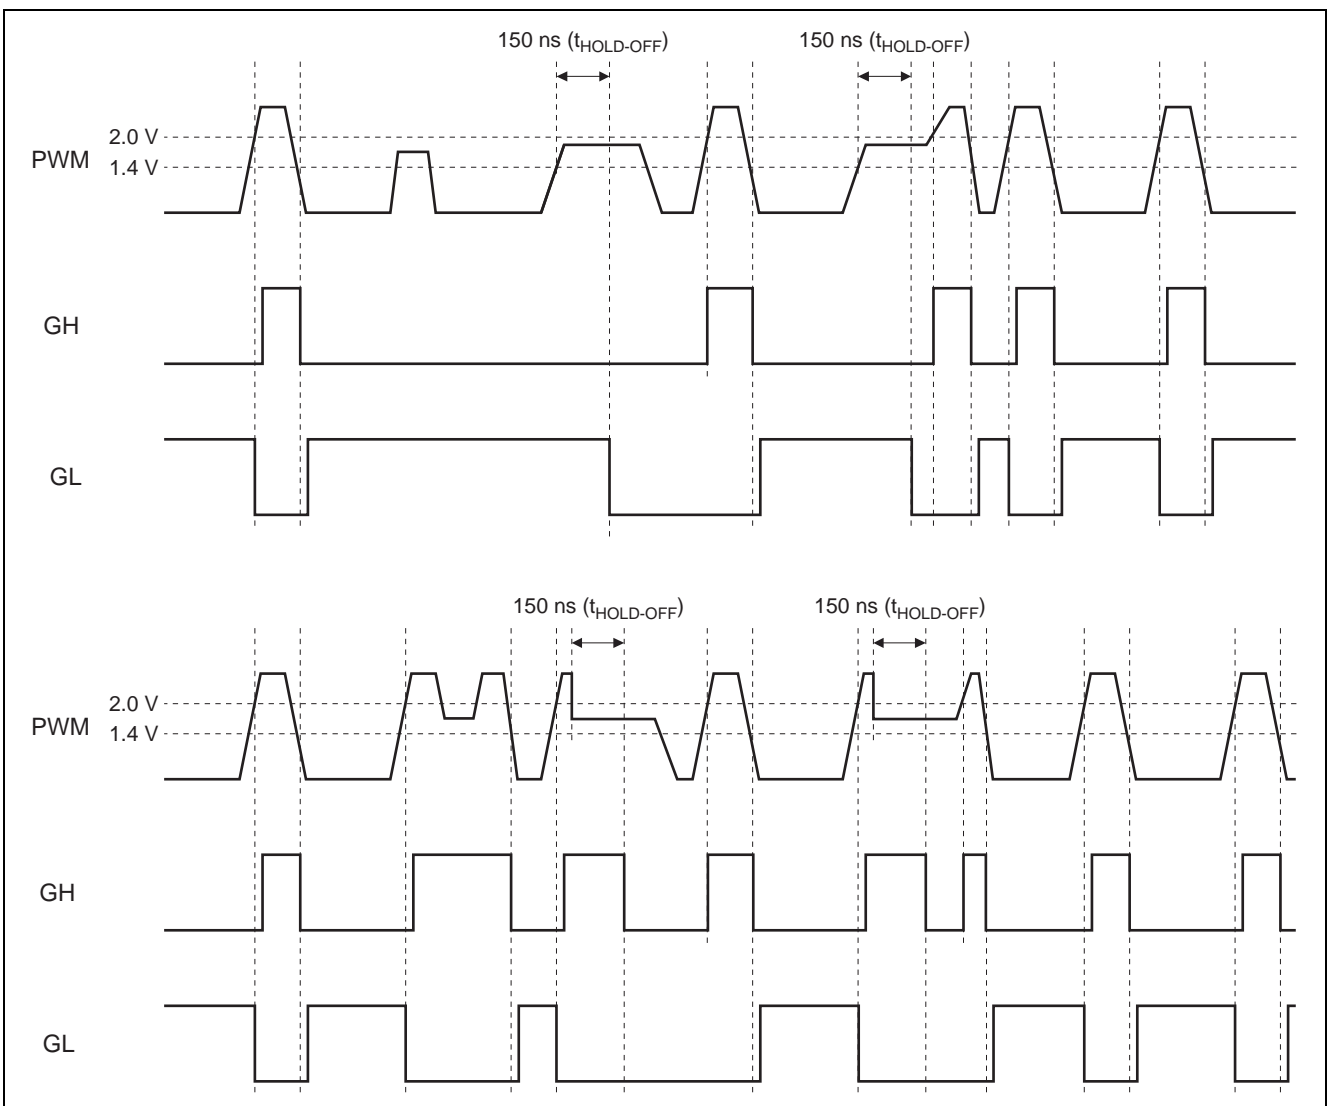 150 ns (tHOLD-OFF) 150 ns (tHOLD-OFF)
2.0 V
PWM
1.4 V
GH
GL
150 ns (tHOLD-OFF) 150 ns (tHOLD-OFF)
2.0 V
PWM
1.4 V
GH
GL